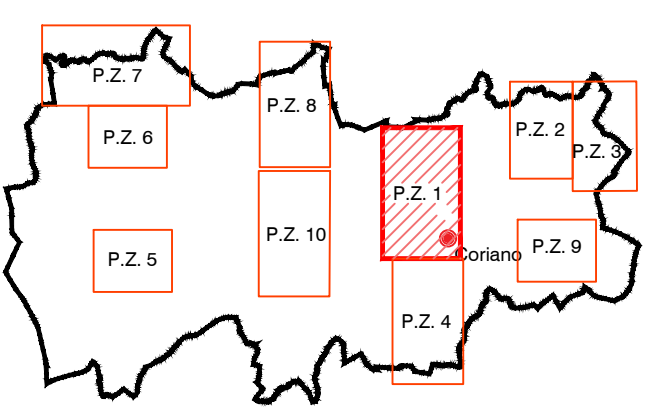 P.Z. 7
P.Z. 8
P.Z. 2
P.Z. 6
P.Z. 3
P.Z. 1
P.Z. 10
P.Z. 9
Coriano
P.Z. 5
P.Z. 4